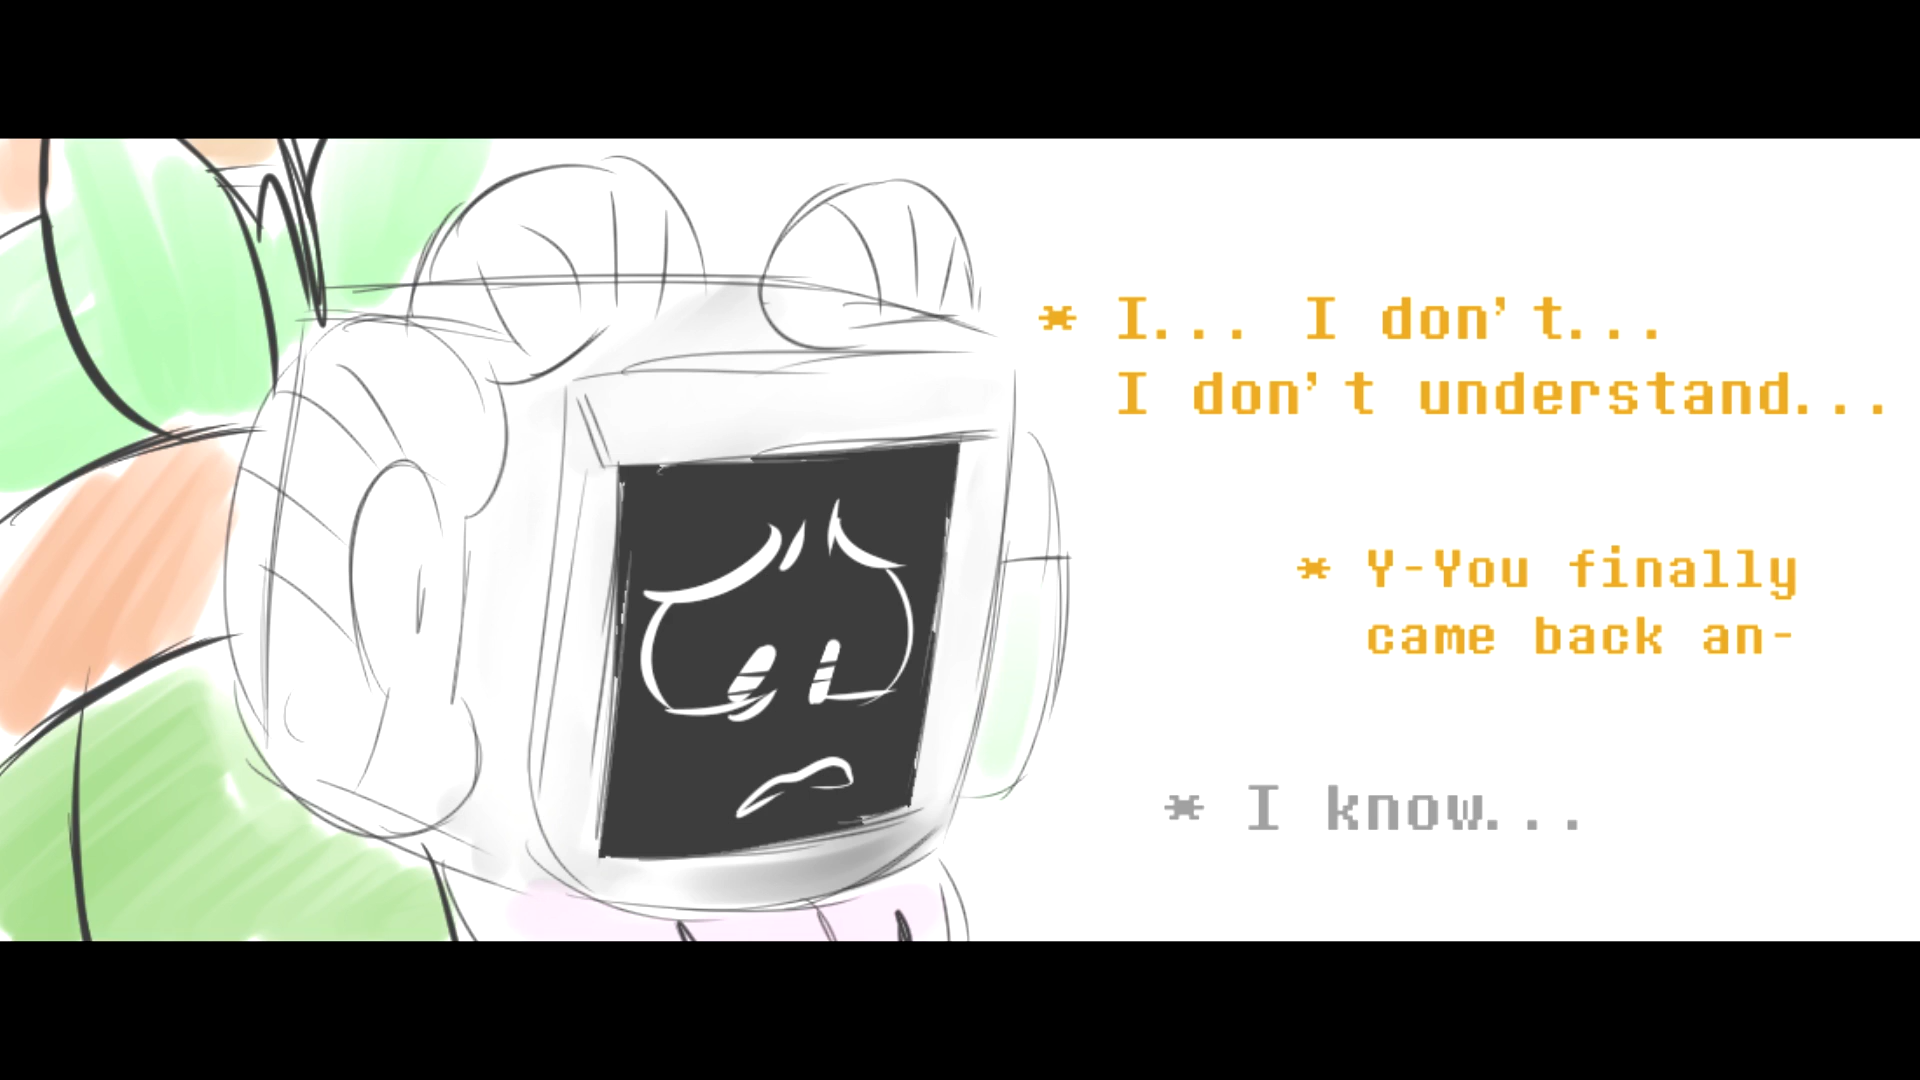 * I... I don't...
I don't understand...
* Y-You finally
came back an-
* I know...